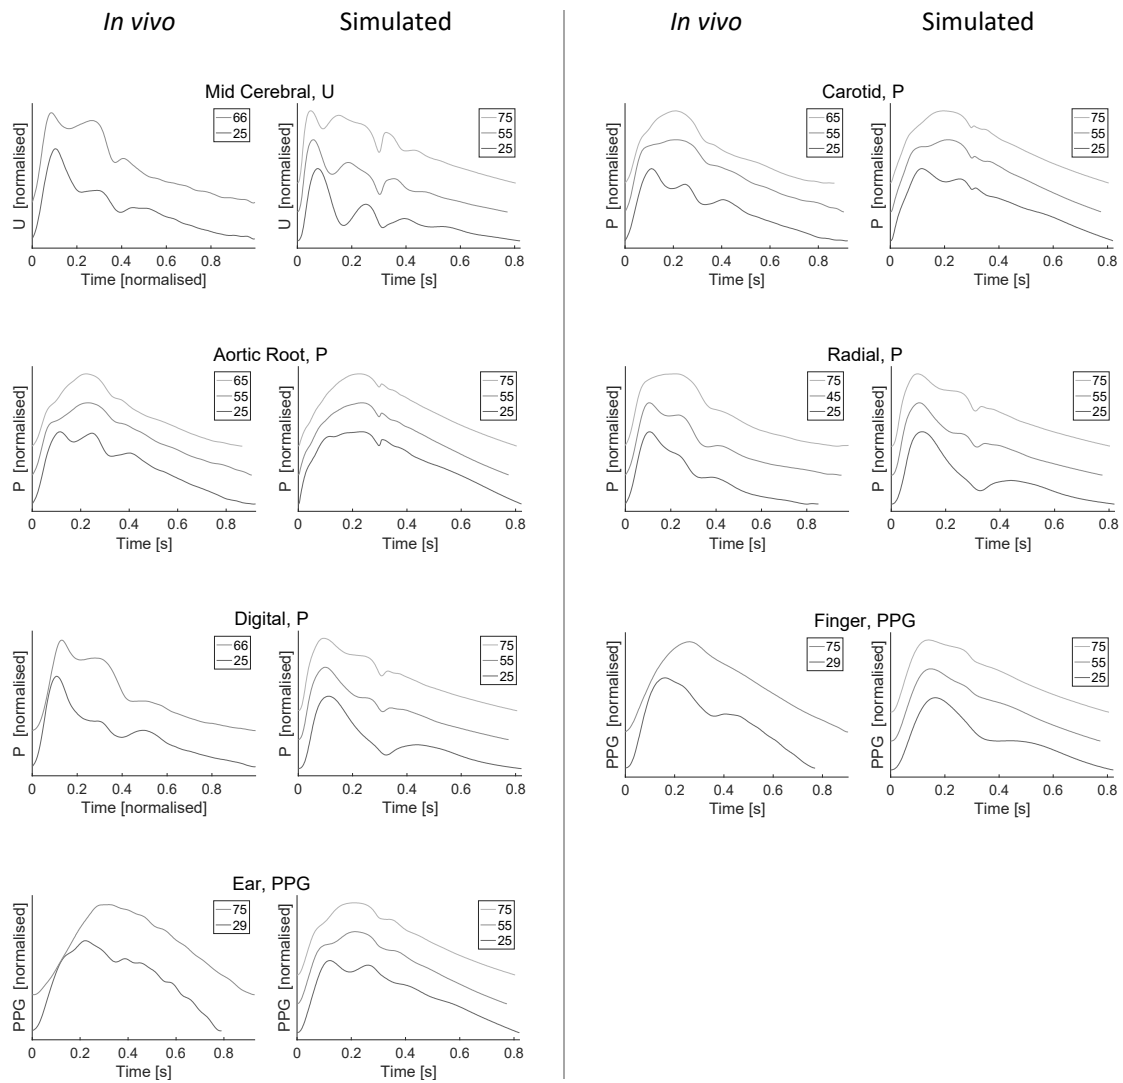 In vivo
Simulated
In vivo
Simulated
Mid Cerebral, U
U [normalised]
66
25
0 0.2 0.4 0.6 0.8
Time [normalised]
U [normalised]
75
55
25
0 0.2 0.4 0.6 0.8
Time [s]
Carotid, P
P [normalised]
65
55
25
0 0.2 0.4 0.6 0.8
Time [s]
P [normalised]
75
55
25
0 0.2 0.4 0.6 0.8
Time [s]
Aortic Root, P
P [normalised]
65
55
25
0 0.2 0.4 0.6 0.8
Time [s]
P [normalised]
75
55
25
0 0.2 0.4 0.6 0.8
Time [s]
Radial, P
P [normalised]
75
45
25
0 0.2 0.4 0.6 0.8
Time [s]
P [normalised]
75
55
25
0 0.2 0.4 0.6 0.8
Time [s]
Digital, P
P [normalised]
66
25
0 0.2 0.4 0.6 0.8
Time [normalised]
P [normalised]
75
55
25
0 0.2 0.4 0.6 0.8
Time [s]
Finger, PPG
PPG [normalised]
75
29
0 0.2 0.4 0.6 0.8
Time [s]
PPG [normalised]
75
55
25
0 0.2 0.4 0.6 0.8
Time [s]
Ear, PPG
PPG [normalised]
75
29
0 0.2 0.4 0.6 0.8
Time [s]
PPG [normalised]
75
55
25
0 0.2 0.4 0.6 0.8
Time [s]